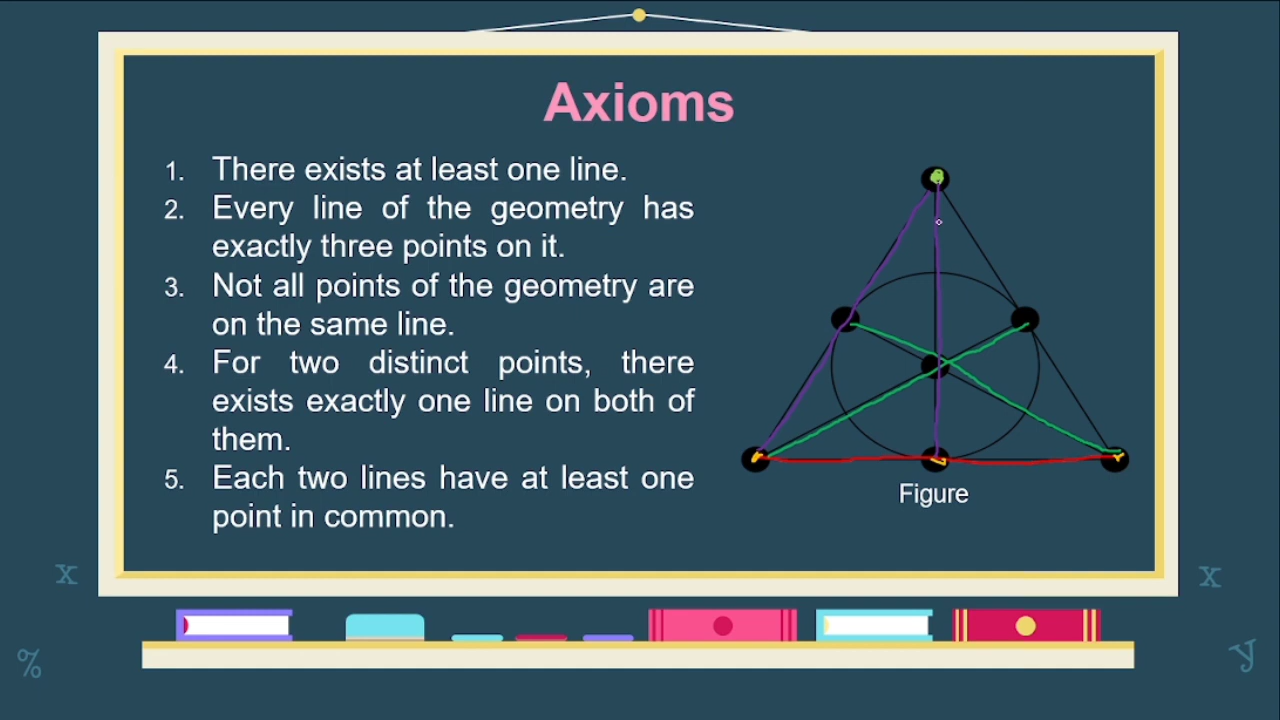 Axioms
1. There exists at least one line.
2. Every line of the geometry has
exactly three points on it.
3. Not all points of the geometry are
on the same line.
4. For two distinct points, there
exists exactly one line on both of
them.
5. Each two lines have at least one
point in common.
Figure
x
x
%
y